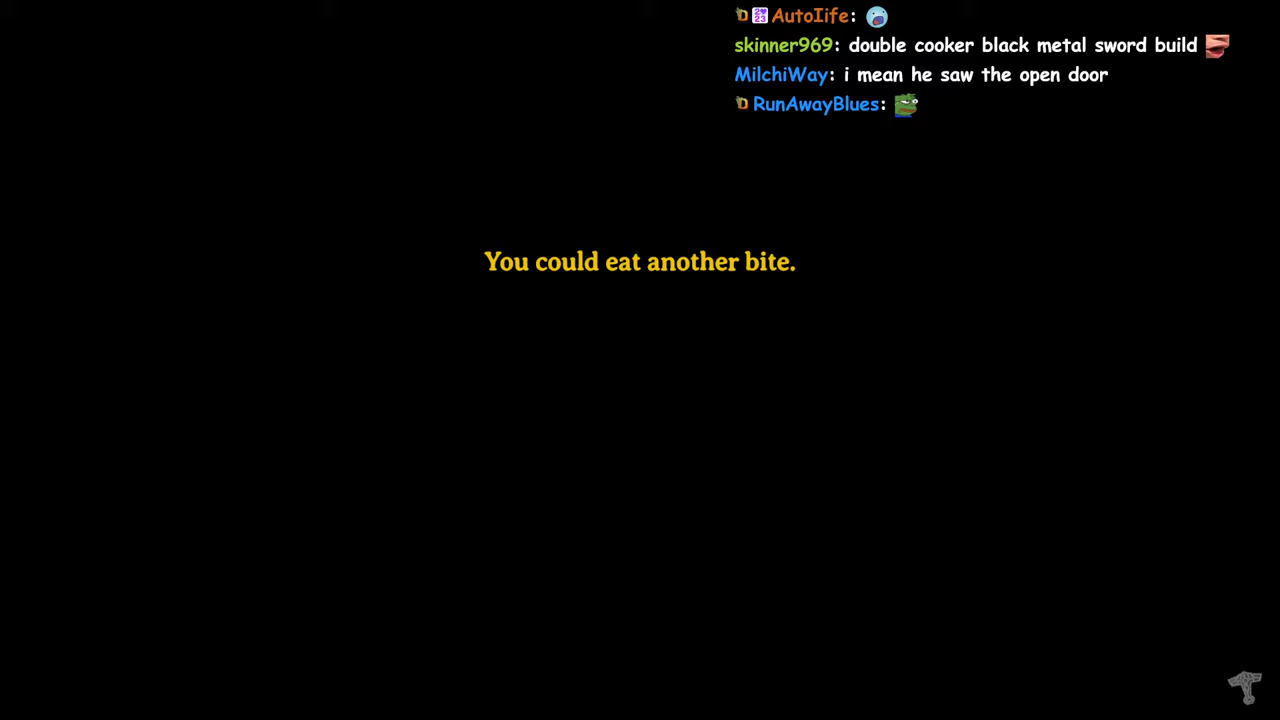 AutoIife:
skinner969: double cooker black metal sword build
MilchiWay: i mean he saw the open door
RunAwayBlues:
You could eat another bite.